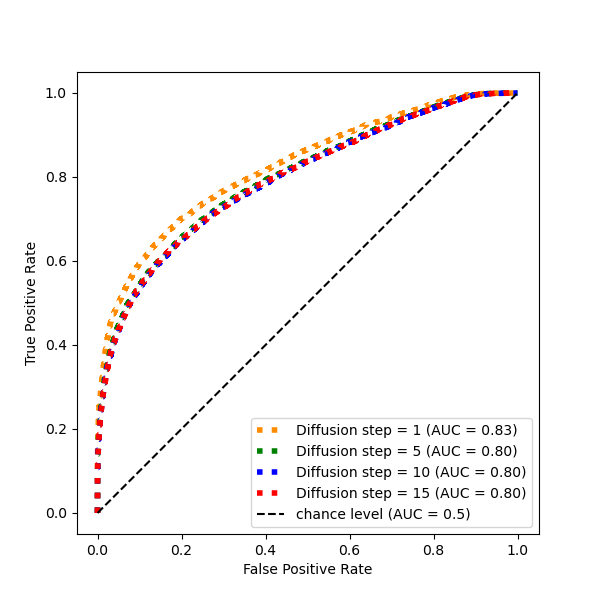 1.0
0.8
0.6
0.4
0.2
0.0
True Positive Rate
Diffusion step = 1 (AUC = 0.83)
Diffusion step = 5 (AUC = 0.80)
Diffusion step = 10 (AUC = 0.80)
Diffusion step = 15 (AUC = 0.80)
chance level (AUC = 0.5)
0.0 0.2 0.4 0.6 0.8 1.0
False Positive Rate